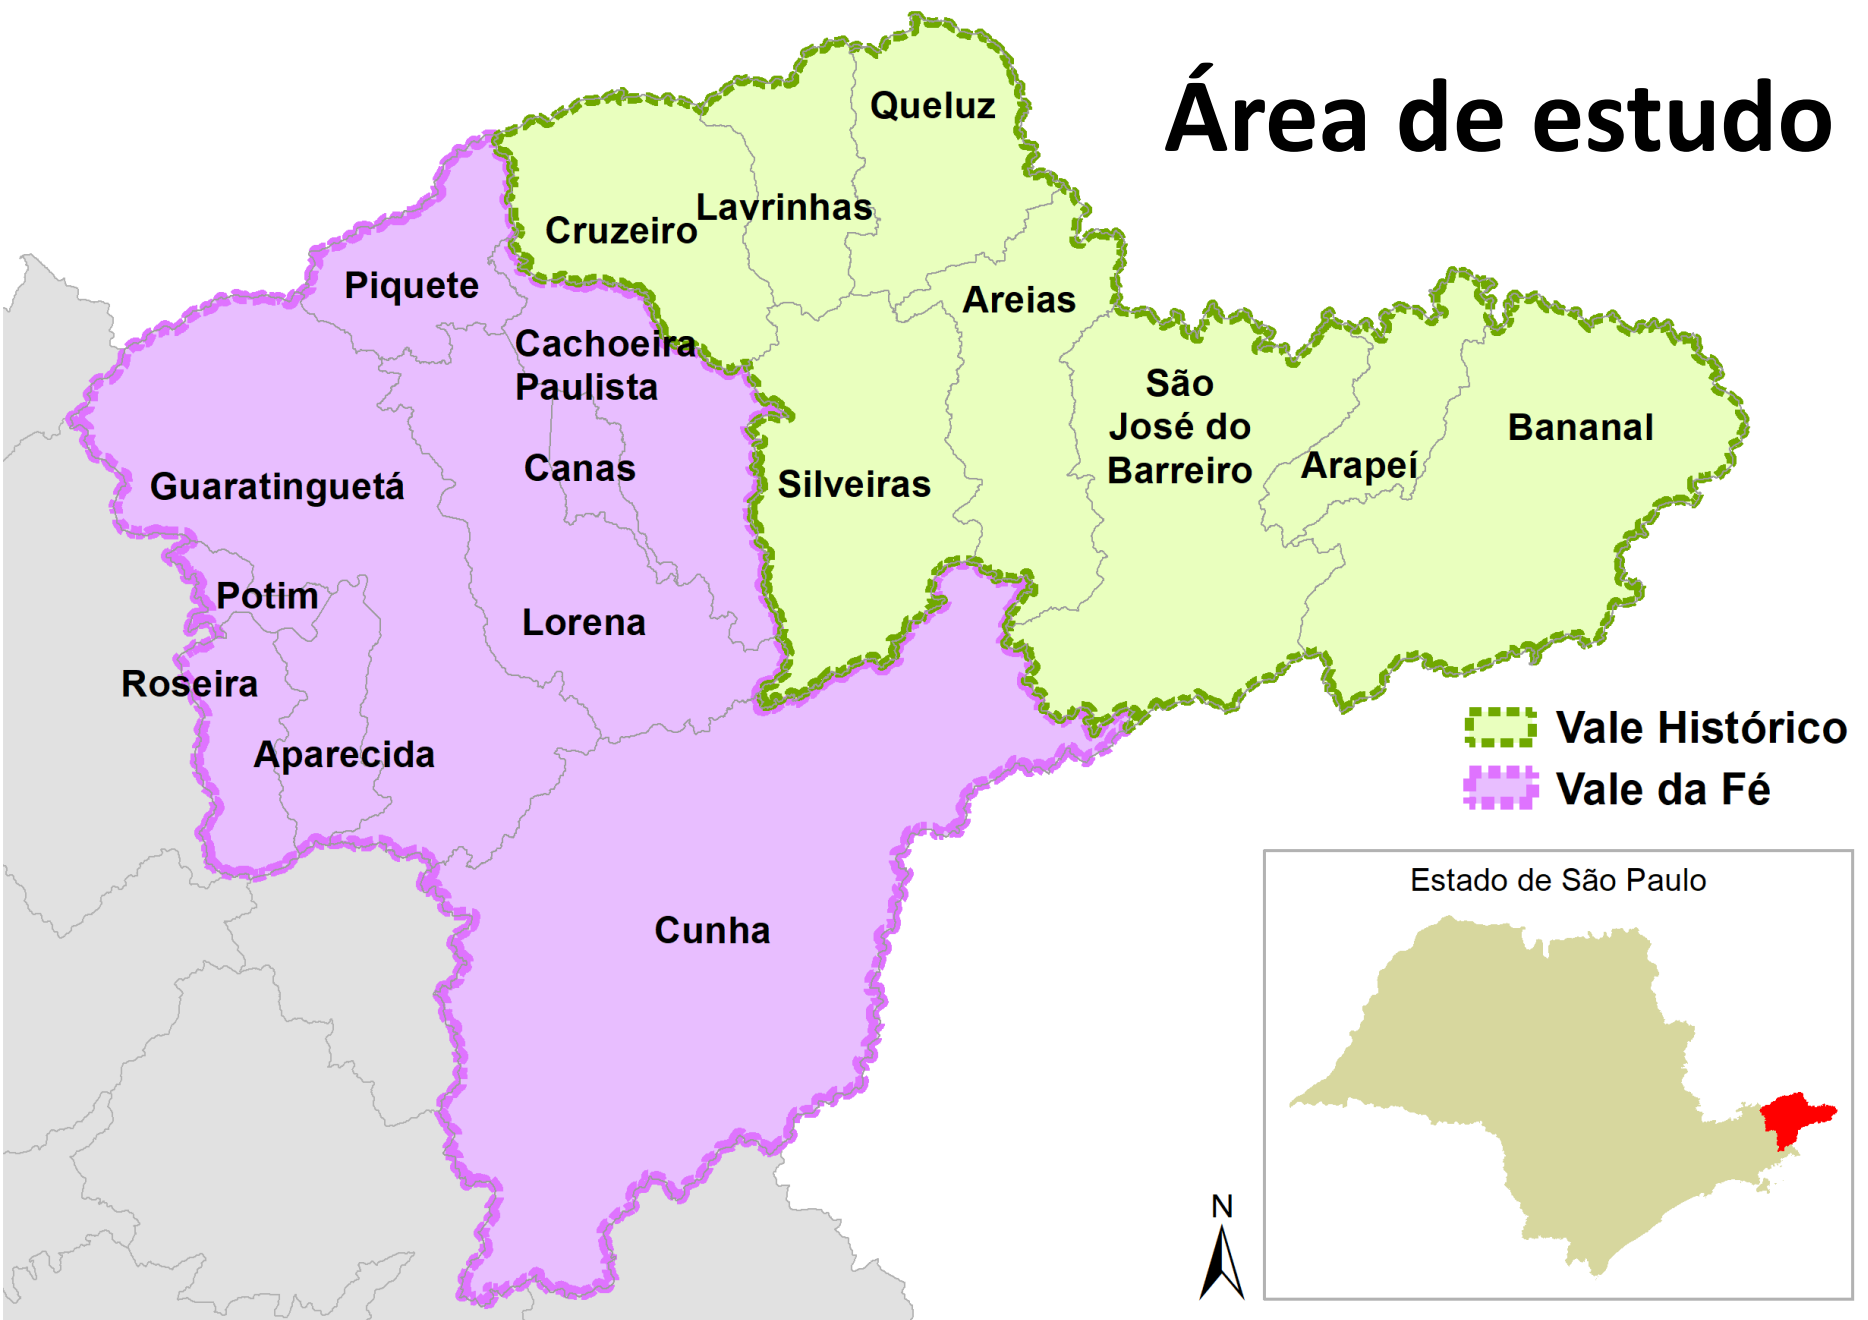 Área de estudo
Queluz
Lavrinhas
Cruzeiro
Piquete
Areias
Cachoeira
Paulista
São
José do
Barreiro
Bananal
Arapeí
Canas
Silveiras
Guaratinguetá
Potim
Lorena
Roseira
Aparecida
Cunha
Vale Histórico
Vale da Fé
Estado de São Paulo
N